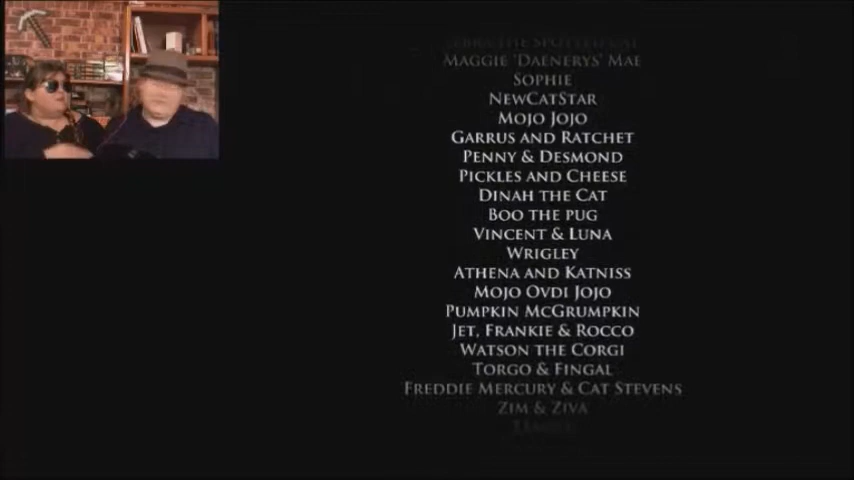 Maggie 'Daenerys' Mae
Sophie
NewCatStar
Mojo Jojo
Garrus and Ratchet
Penny & Desmond
Pickles and Cheese
Dinah the Cat
Boo the pug
Vincent & Luna
Wrigley
Athena and Katniss
Mojo Ovdi Jojo
Pumpkin McGrumpkin
Jet, Frankie & Rocco
Watson the Corgi
Torgo & Fingal
Freddie Mercury & Cat Stevens
Zim & Ziva